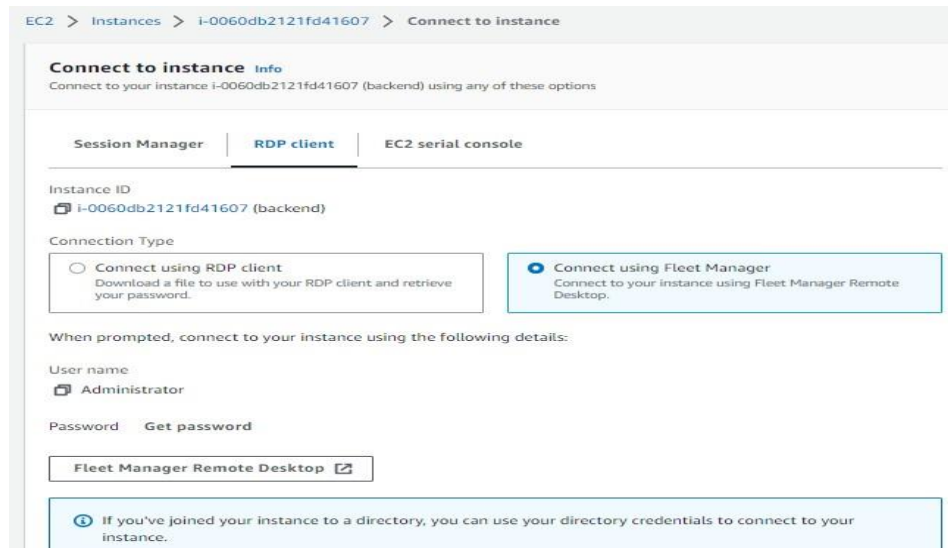 EC2 > Instances > i-0060db2121fd41607 > Connect to instance
Connect to instance Info
Connect to your instance i-0060db2121fd41607 (backend) using any of these options
Session Manager RDP client EC2 serial console
Instance ID
i-0060db2121fd41607 (backend)
Connection Type
Connect using RDP client
Download a file to use with your RDP client and retrieve
your password.
Connect using Fleet Manager
Connect to your instance using Fleet Manager Remote
Desktop.
When prompted, connect to your instance using the following details:
User name
Administrator
Password Get password
Fleet Manager Remote Desktop
If you've joined your instance to a directory, you can use your directory credentials to connect to your
instance.